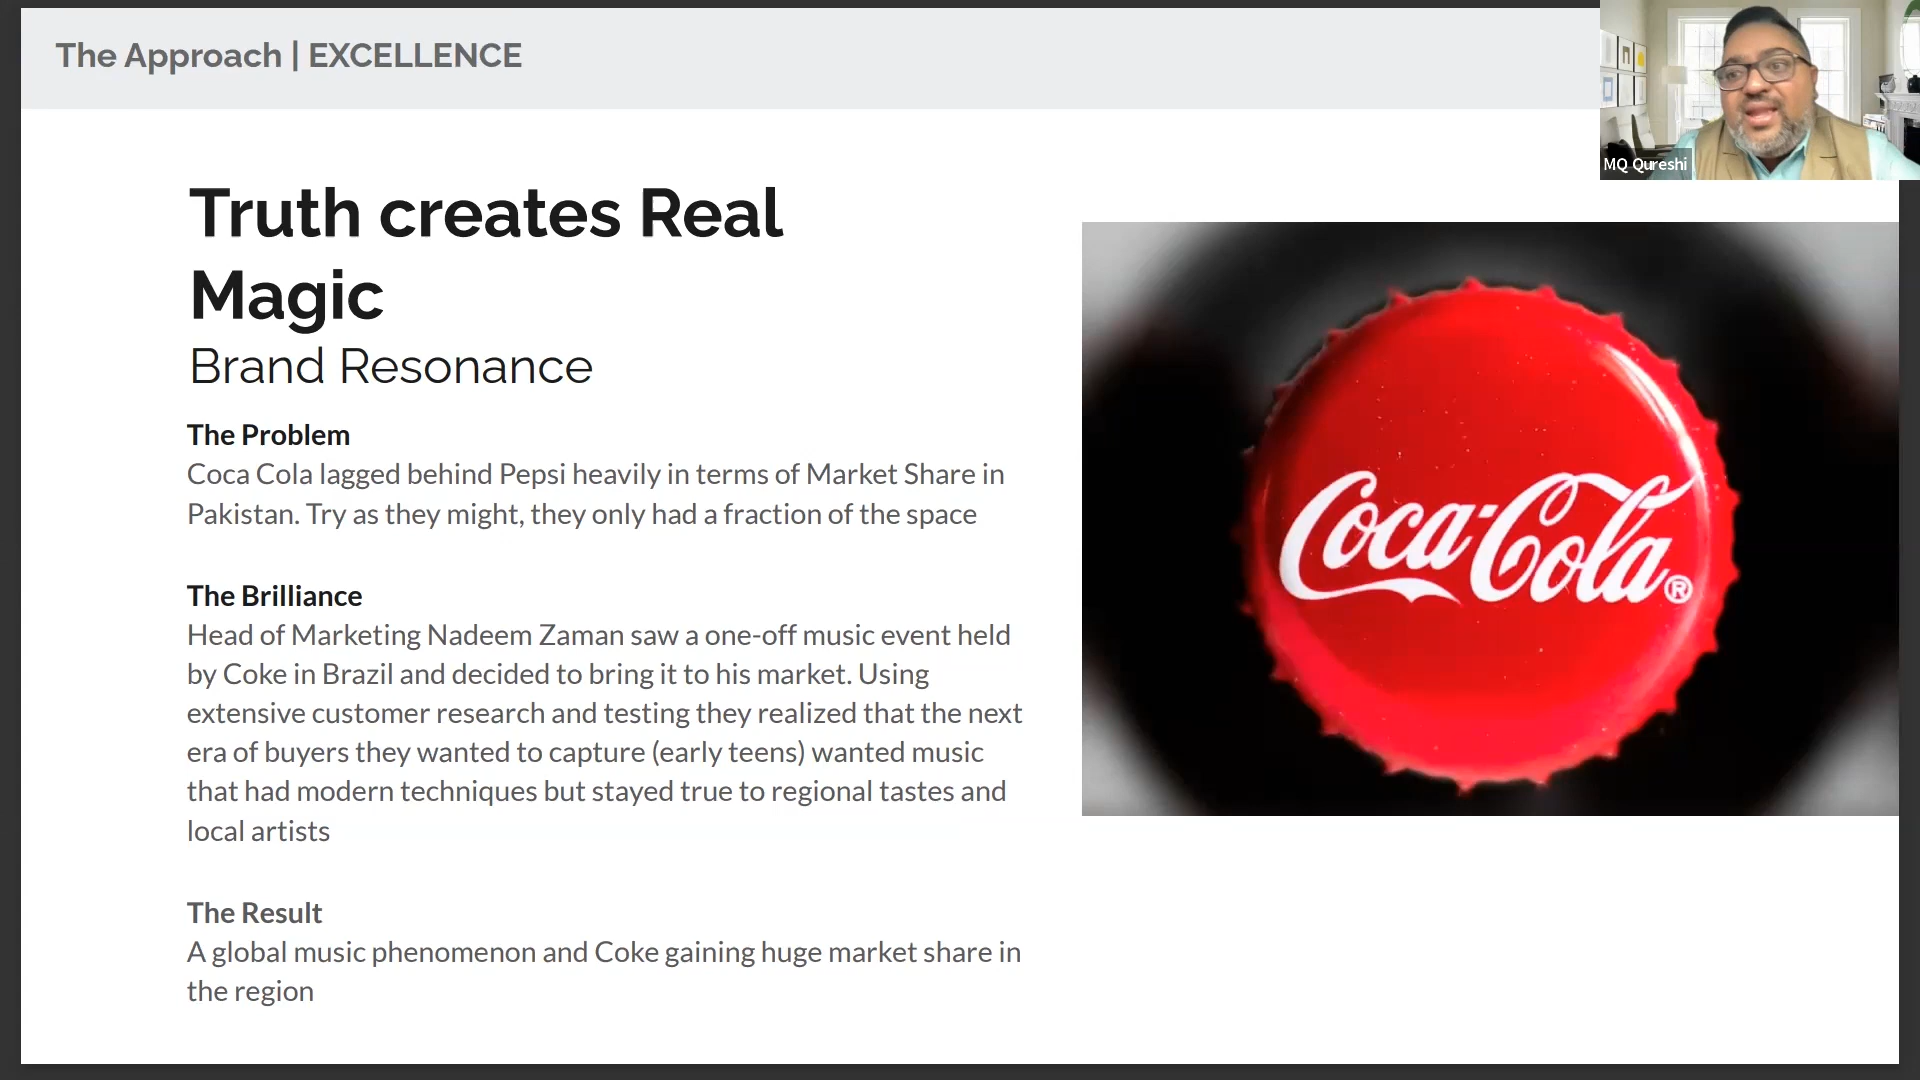 The Approach | EXCELLENCE
MQ Qureshi
Truth creates Real
Magic
Brand Resonance
The Problem
Coca Cola lagged behind Pepsi heavily in terms of Market Share in
Pakistan. Try as they might, they only had a fraction of the space
The Brilliance
Head of Marketing Nadeem Zaman saw a one-off music event held
by Coke in Brazil and decided to bring it to his market. Using
extensive customer research and testing they realized that the next
era of buyers they wanted to capture (early teens) wanted music
that had modern techniques but stayed true to regional tastes and
local artists
The Result
A global music phenomenon and Coke gaining huge market share in
the region
Coca-Cola®